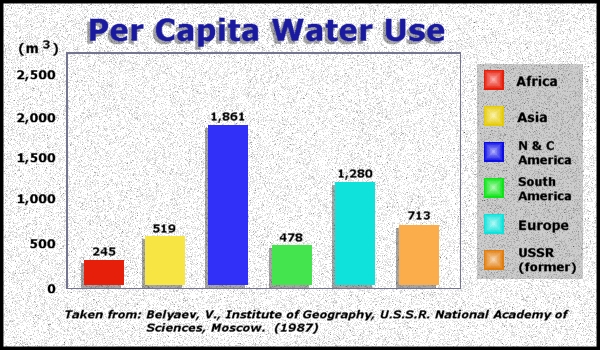 Per Capita Water Use
(m³)
2,500
2,000
1,500
1,000
500
0
245
519
1,861
478
1,280
713
Africa
Asia
N & C
America
South
America
Europe
USSR
(former)
Taken from: Belyaev, V., Institute of Geography, U.S.S.R. National Academy of
Sciences, Moscow. (1987)